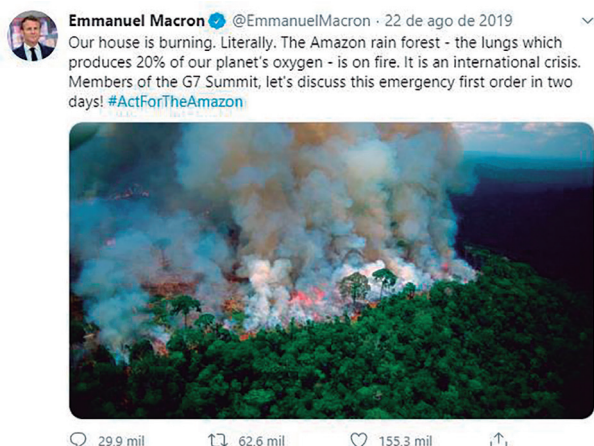 Emmanuel Macron @EmmanuelMacron · 22 de ago de 2019
Our house is burning. Literally. The Amazon rain forest - the lungs which
produces 20% of our planet's oxygen - is on fire. It is an international crisis.
Members of the G7 Summit, let's discuss this emergency first order in two
days! #ActForTheAmazon
29,9 mil 62,6 mil 155,3 mil